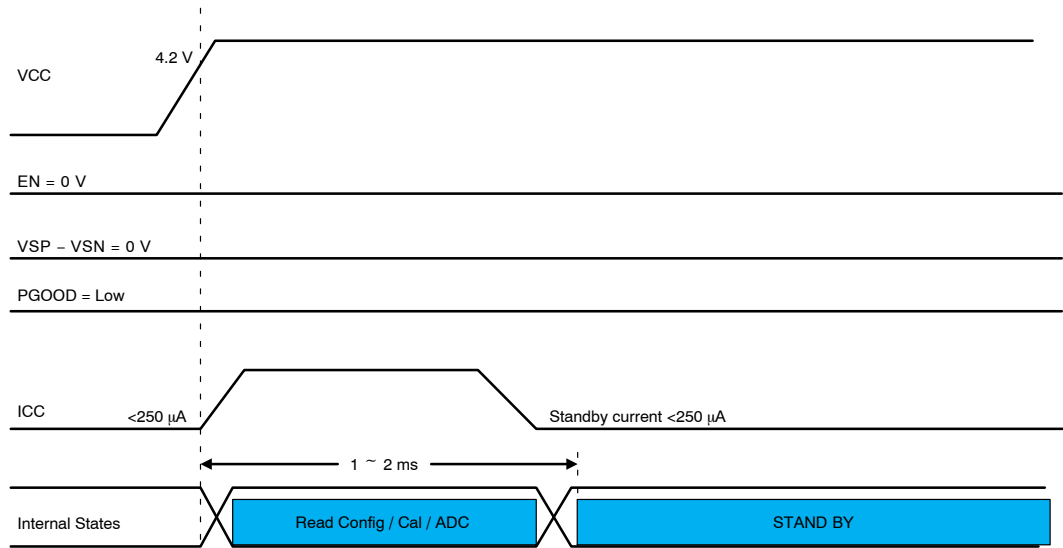 4.2 V
VCC
EN = 0 V
VSP − VSN = 0 V
PGOOD = Low
ICC
<250 μA
Standby current <250 μA
1 ~ 2 ms
Internal States
Read Config / Cal / ADC
STAND BY